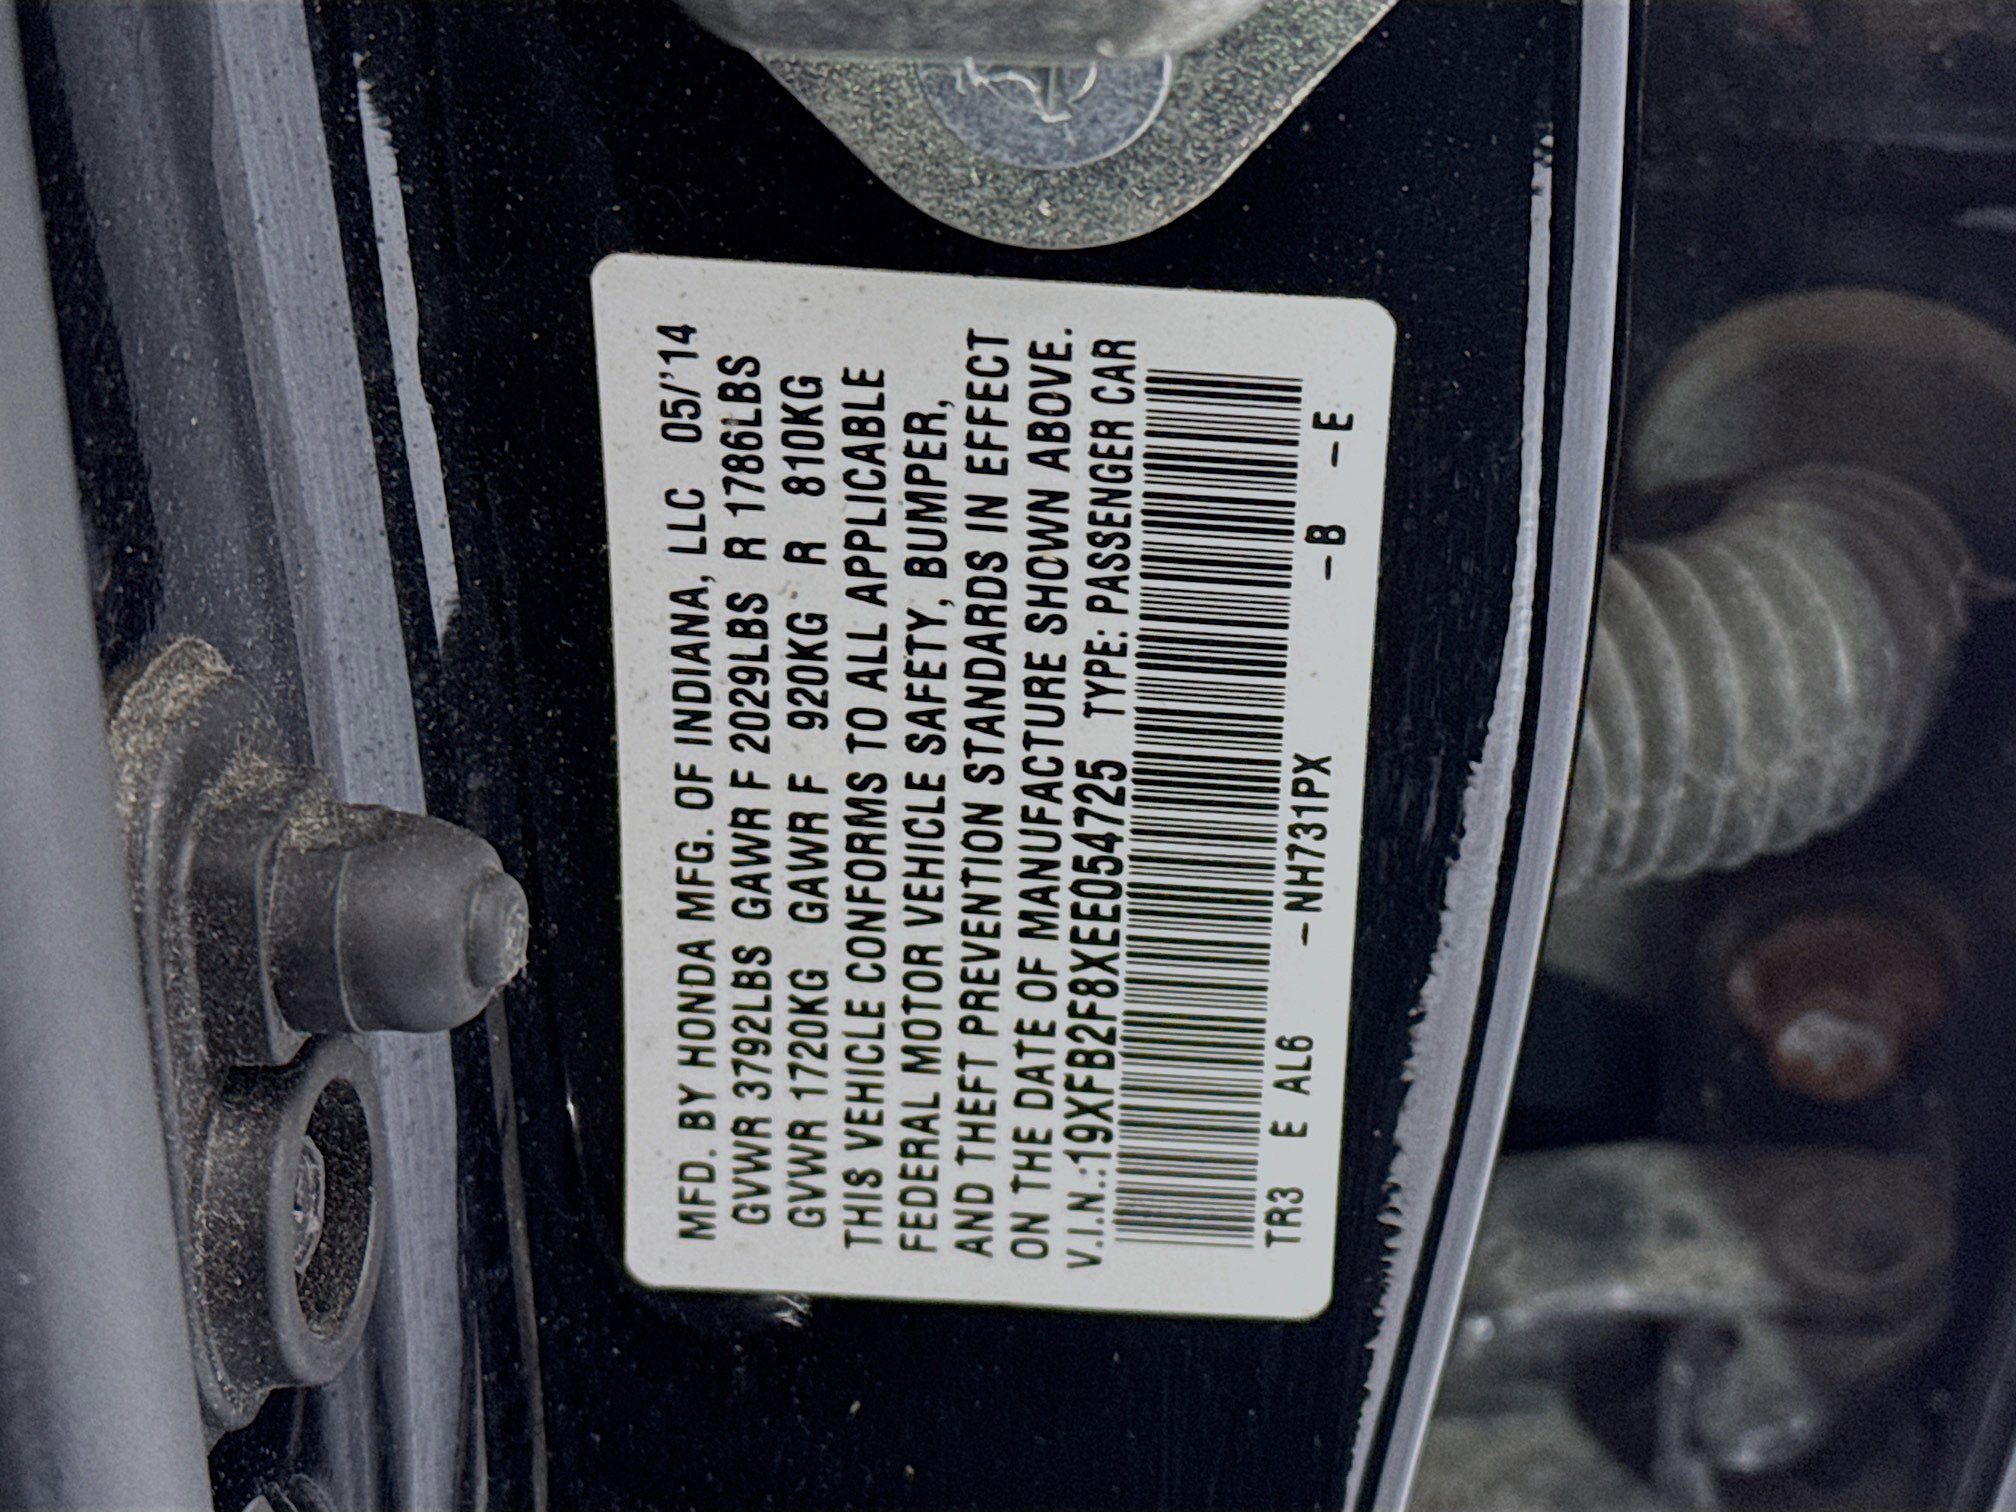 MFD. BY HONDA MFG. OF INDIANA, LLC 05/'14
GVWR 3792LBS GAWR F 2029LBS R 1786LBS
GVWR 1720KG GAWR F 920KG R 810KG
THIS VEHICLE CONFORMS TO ALL APPLICABLE
FEDERAL MOTOR VEHICLE SAFETY, BUMPER,
AND THEFT PREVENTION STANDARDS IN EFFECT
ON THE DATE OF MANUFACTURE SHOWN ABOVE.
V.I.N.:19XFB2F8XEE054725 TYPE: PASSENGER CAR
TR3 E AL6 -NH731PX -B -E